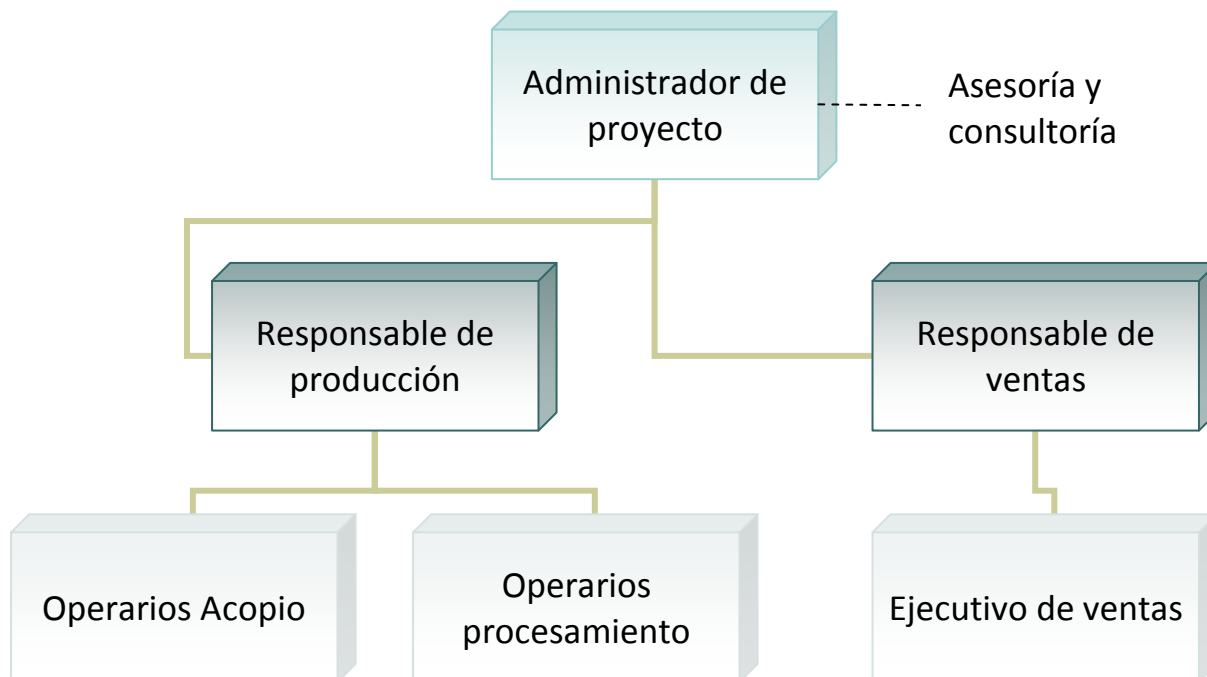 Administrador de
proyecto
Asesoría y
consultoría
Responsable de
producción
Responsable de
ventas
Operarios Acopio
Operarios
procesamiento
Ejecutivo de ventas